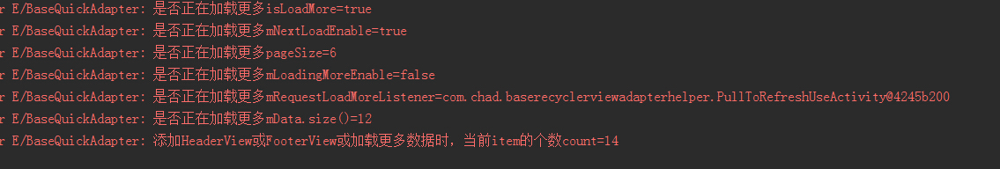 r E/BaseQuickAdapter: 是否正在加载更多isLoadMore=true
r E/BaseQuickAdapter: 是否正在加载更多mNextLoadEnable=true
r E/BaseQuickAdapter: 是否正在加载更多pageSize=6
r E/BaseQuickAdapter: 是否正在加载更多mLoadingMoreEnable=false
r E/BaseQuickAdapter: 是否正在加载更多mRequestLoadMoreListener=com.chad.baserecyclerviewadapterhelper.PullToRefreshUseActivity@4245b200
r E/BaseQuickAdapter: 是否正在加载更多mData.size()=12
r E/BaseQuickAdapter: 添加HeaderView或FooterView或加载更多数据时，当前item的个数count=14